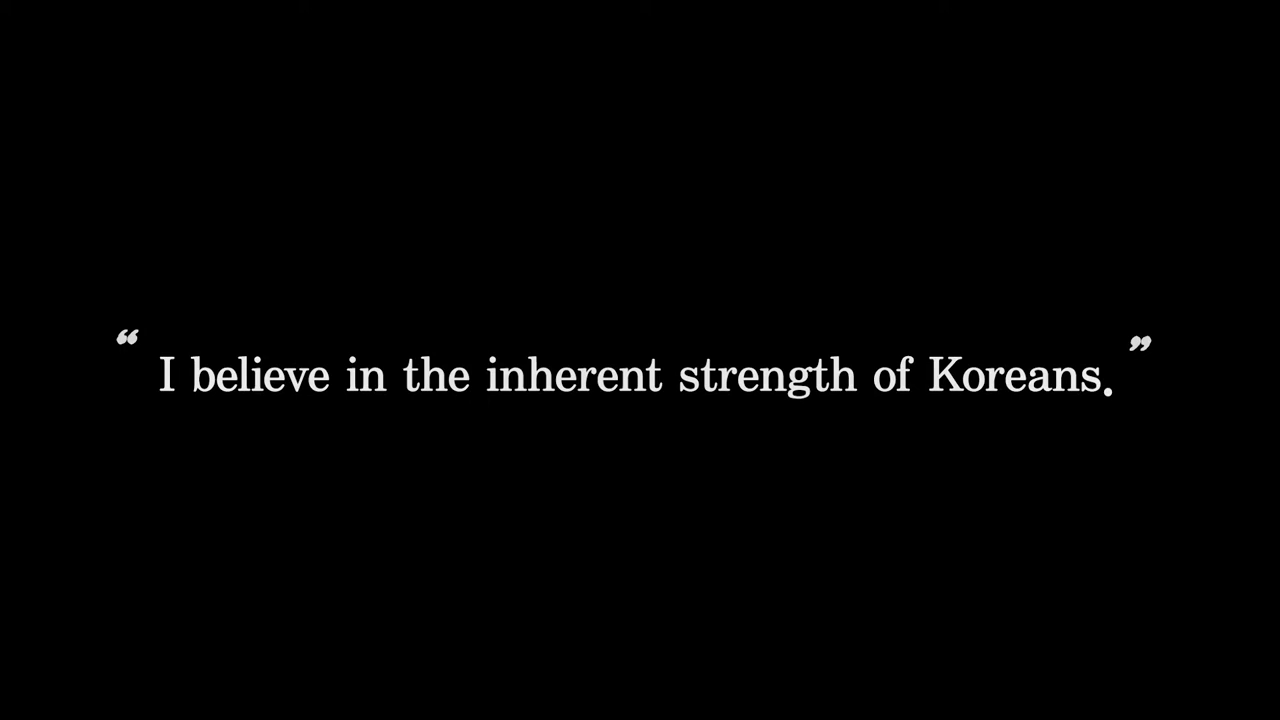 “ I believe in the inherent strength of Koreans. ”